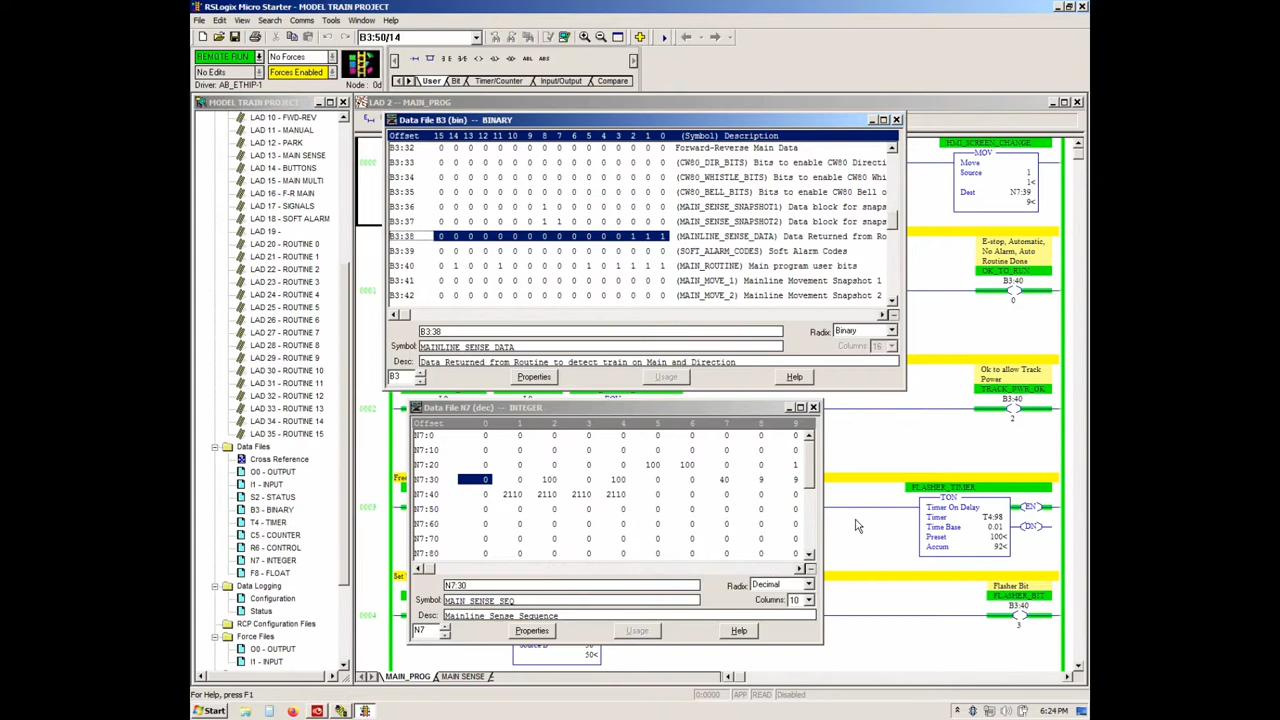 RSLogix Micro Starter - MODEL TRAIN PROJECT
File Edit View Search Comms Tools Window Help
B3:50/14
REMOTE RUN No Forces
No Edits Forces Enabled
Driver: AB_ETHIP-1 Node : 0d
User Bit Timer/Counter Input/Output Compare
MODEL TRAIN PROJECT
LAD 10 - FWD-REV
LAD 11 - MANUAL
LAD 12 - PARK
LAD 13 - MAIN SENSE
LAD 14 - BUTTONS
LAD 15 - MAIN MULTI
LAD 16 - F-R MAIN
LAD 17 - SIGNALS
LAD 18 - SOFT ALARM
LAD 19 -
LAD 20 - ROUTINE 0
LAD 21 - ROUTINE 1
LAD 22 - ROUTINE 2
LAD 23 - ROUTINE 3
LAD 24 - ROUTINE 4
LAD 25 - ROUTINE 5
LAD 26 - ROUTINE 6
LAD 27 - ROUTINE 7
LAD 28 - ROUTINE 8
LAD 29 - ROUTINE 9
LAD 30 - ROUTINE 10
LAD 31 - ROUTINE 11
LAD 32 - ROUTINE 12
LAD 33 - ROUTINE 13
LAD 34 - ROUTINE 14
LAD 35 - ROUTINE 15
Data Files
Cross Reference
O0 - OUTPUT
I1 - INPUT
S2 - STATUS
B3 - BINARY
T4 - TIMER
C5 - COUNTER
R6 - CONTROL
N7 - INTEGER
F8 - FLOAT
Data Logging
Configuration
Status
RCP Configuration Files
Force Files
O0 - OUTPUT
I1 - INPUT
LAD 2 -- MAIN_PROG
Data File B3 (bin) -- BINARY
Offset 15 14 13 12 11 10 9 8 7 6 5 4 3 2 1 0 (Symbol) Description
B3:32 0 0 0 0 0 0 0 0 0 0 0 0 0 0 0 0 Forward-Reverse Main Data
B3:33 0 0 0 0 0 0 0 0 0 0 0 0 0 0 0 0 (CW80_DIR_BITS) Bits to enable CW80 Directi
B3:34 0 0 0 0 0 0 0 0 0 0 0 0 0 0 0 0 (CW80_WHISTLE_BITS) Bits to enable CW80 Whi
B3:35 0 0 0 0 0 0 0 0 0 0 0 0 0 0 0 0 (CW80_BELL_BITS) Bits to enable CW80 Bell o
B3:36 0 0 0 0 0 0 0 1 0 0 0 0 0 0 0 0 (MAIN_SENSE_SNAPSHOT1) Data block for snaps
B3:37 0 0 0 0 0 0 0 1 1 0 0 0 0 0 0 0 (MAIN_SENSE_SNAPSHOT2) Data block for snaps
B3:38 0 0 0 0 0 0 0 0 0 0 0 0 0 1 1 1 (MAINLINE_SENSE_DATA) Data Returned from Ro
B3:39 0 0 0 0 0 0 0 0 0 0 0 0 0 0 0 0 (SOFT_ALARM_CODES) Soft Alarm Codes
B3:40 0 1 0 0 1 0 0 0 0 0 1 0 1 1 1 1 (MAIN_ROUTINE) Main program user bits
B3:41 0 0 0 0 0 0 0 0 0 0 0 0 0 0 0 0 (MAIN_MOVE_1) Mainline Movement Snapshot 1
B3:42 0 0 0 0 0 0 0 0 0 0 0 0 0 0 0 0 (MAIN_MOVE_2) Mainline Movement Snapshot 2
B3:38 Radix: Binary
Symbol: MAINLINE_SENSE_DATA Columns: 16
Desc: Data Returned from Routine to detect train on Main and Direction
B3 Properties Usage Help
Data File N7 (dec) -- INTEGER
Offset 0 1 2 3 4 5 6 7 8 9
N7:0 0 0 0 0 0 0 0 0 0 0
N7:10 0 0 0 0 0 0 0 0 0 0
N7:20 0 0 0 0 0 100 100 0 0 1
N7:30 0 0 100 0 100 0 0 40 9 9
N7:40 0 2110 2110 2110 2110 0 0 0 0 0
N7:50 0 0 0 0 0 0 0 0 0 0
N7:60 0 0 0 0 0 0 0 0 0 0
N7:70 0 0 0 0 0 0 0 0 0 0
N7:80 0 0 0 0 0 0 0 0 0 0
N7:30 Radix: Decimal
Symbol: MAIN_SENSE_SEQ Columns: 10
Desc: Mainline Sense Sequence
N7 Properties Usage Help
0000
HMI_SCREEN_CHANGE
MOV
Move
Source 1
1<
Dest N7:39
9<
0001
E-stop, Automatic,
No Alarm, Auto
Routine Done
OK_TO_RUN
B3:40
0
0002
Ok to allow Track
Power
TRACK_PWR_OK
B3:40
2
0003
FLASHER_TIMER
TON
Timer On Delay EN
Timer T4:98
Time Base 0.01 DN
Preset 100<
Accum 92<
0004
Flasher Bit
FLASHER_BIT
B3:40
3
50<
MAIN_PROG MAIN SENSE
For Help, press F1 0:0000 APP READ Disabled
Start 6:24 PM